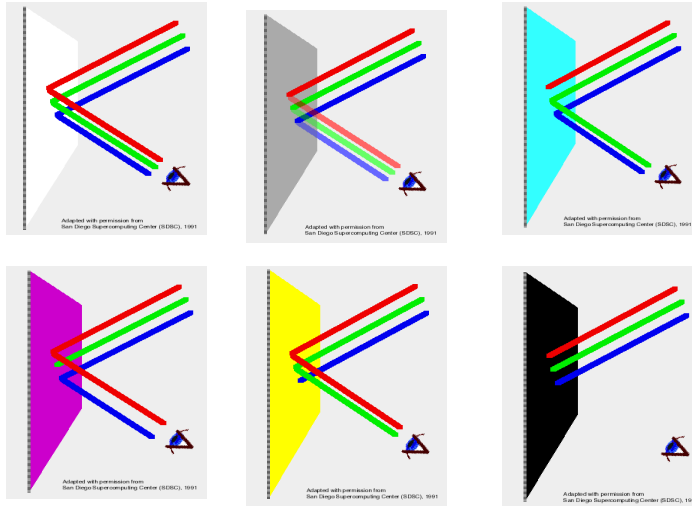 Adapted with permission from
San Diego Supercomputing Center (SDSC), 1991
Adapted with permission from
San Diego Supercomputing Center (SDSC), 1991
Adapted with permission from
San Diego Supercomputing Center (SDSC), 1991
Adapted with permission from
San Diego Supercomputing Center (SDSC), 1991
Adapted with permission from
San Diego Supercomputing Center (SDSC), 1991
Adapted with permission from
San Diego Supercomputing Center (SDSC), 199